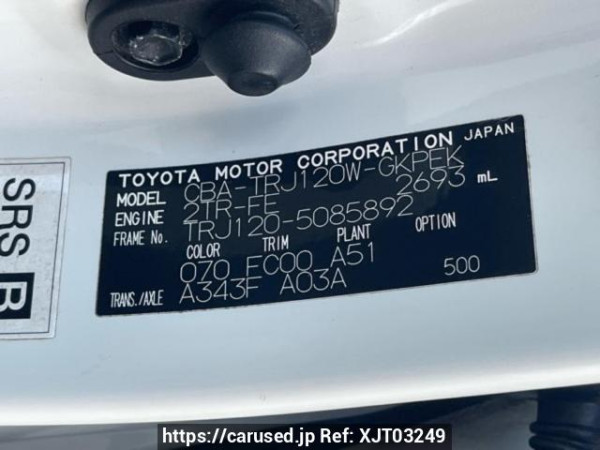 TOYOTA MOTOR CORPORATION JAPAN
MODEL CBA-TRJ120W-GKPEK
ENGINE 2TR-FE 2693 mL
FRAME No. TRJ120-5085892
COLOR TRIM PLANT OPTION
070 FC00 A51
TRANS./AXLE A343F A03A 500
SRS B
https://carused.jp Ref: XJT03249